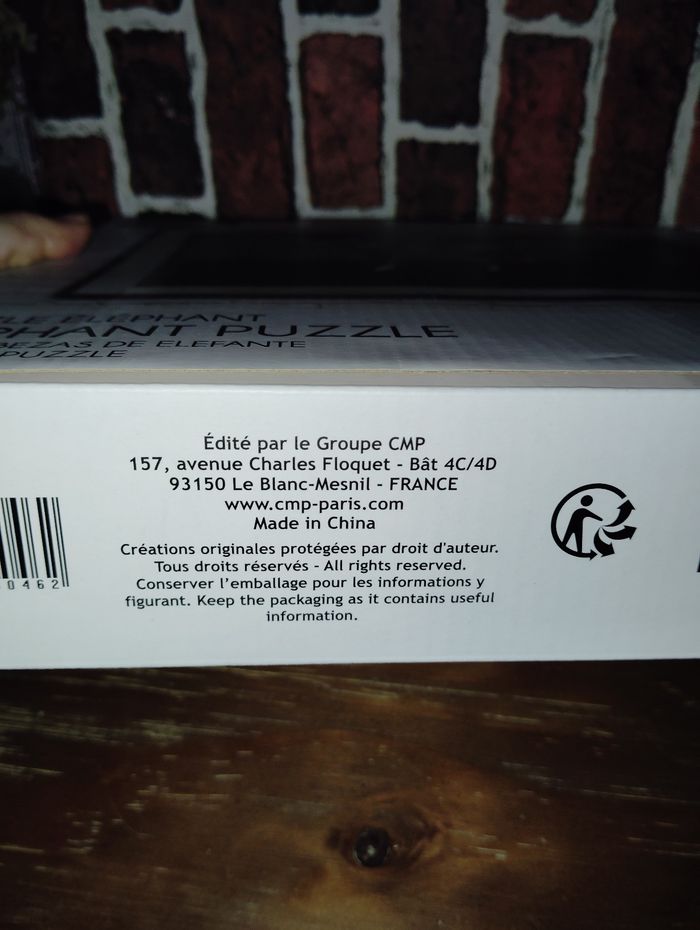 ÉLÉPHANT
PUZZLE
DE ELEFANTE
PUZZLE
Édité par le Groupe CMP
157, avenue Charles Floquet - Bât 4C/4D
93150 Le Blanc-Mesnil - FRANCE
www.cmp-paris.com
Made in China
Créations originales protégées par droit d'auteur.
Tous droits réservés - All rights reserved.
Conserver l’emballage pour les informations y
figurant. Keep the packaging as it contains useful
information.
0462